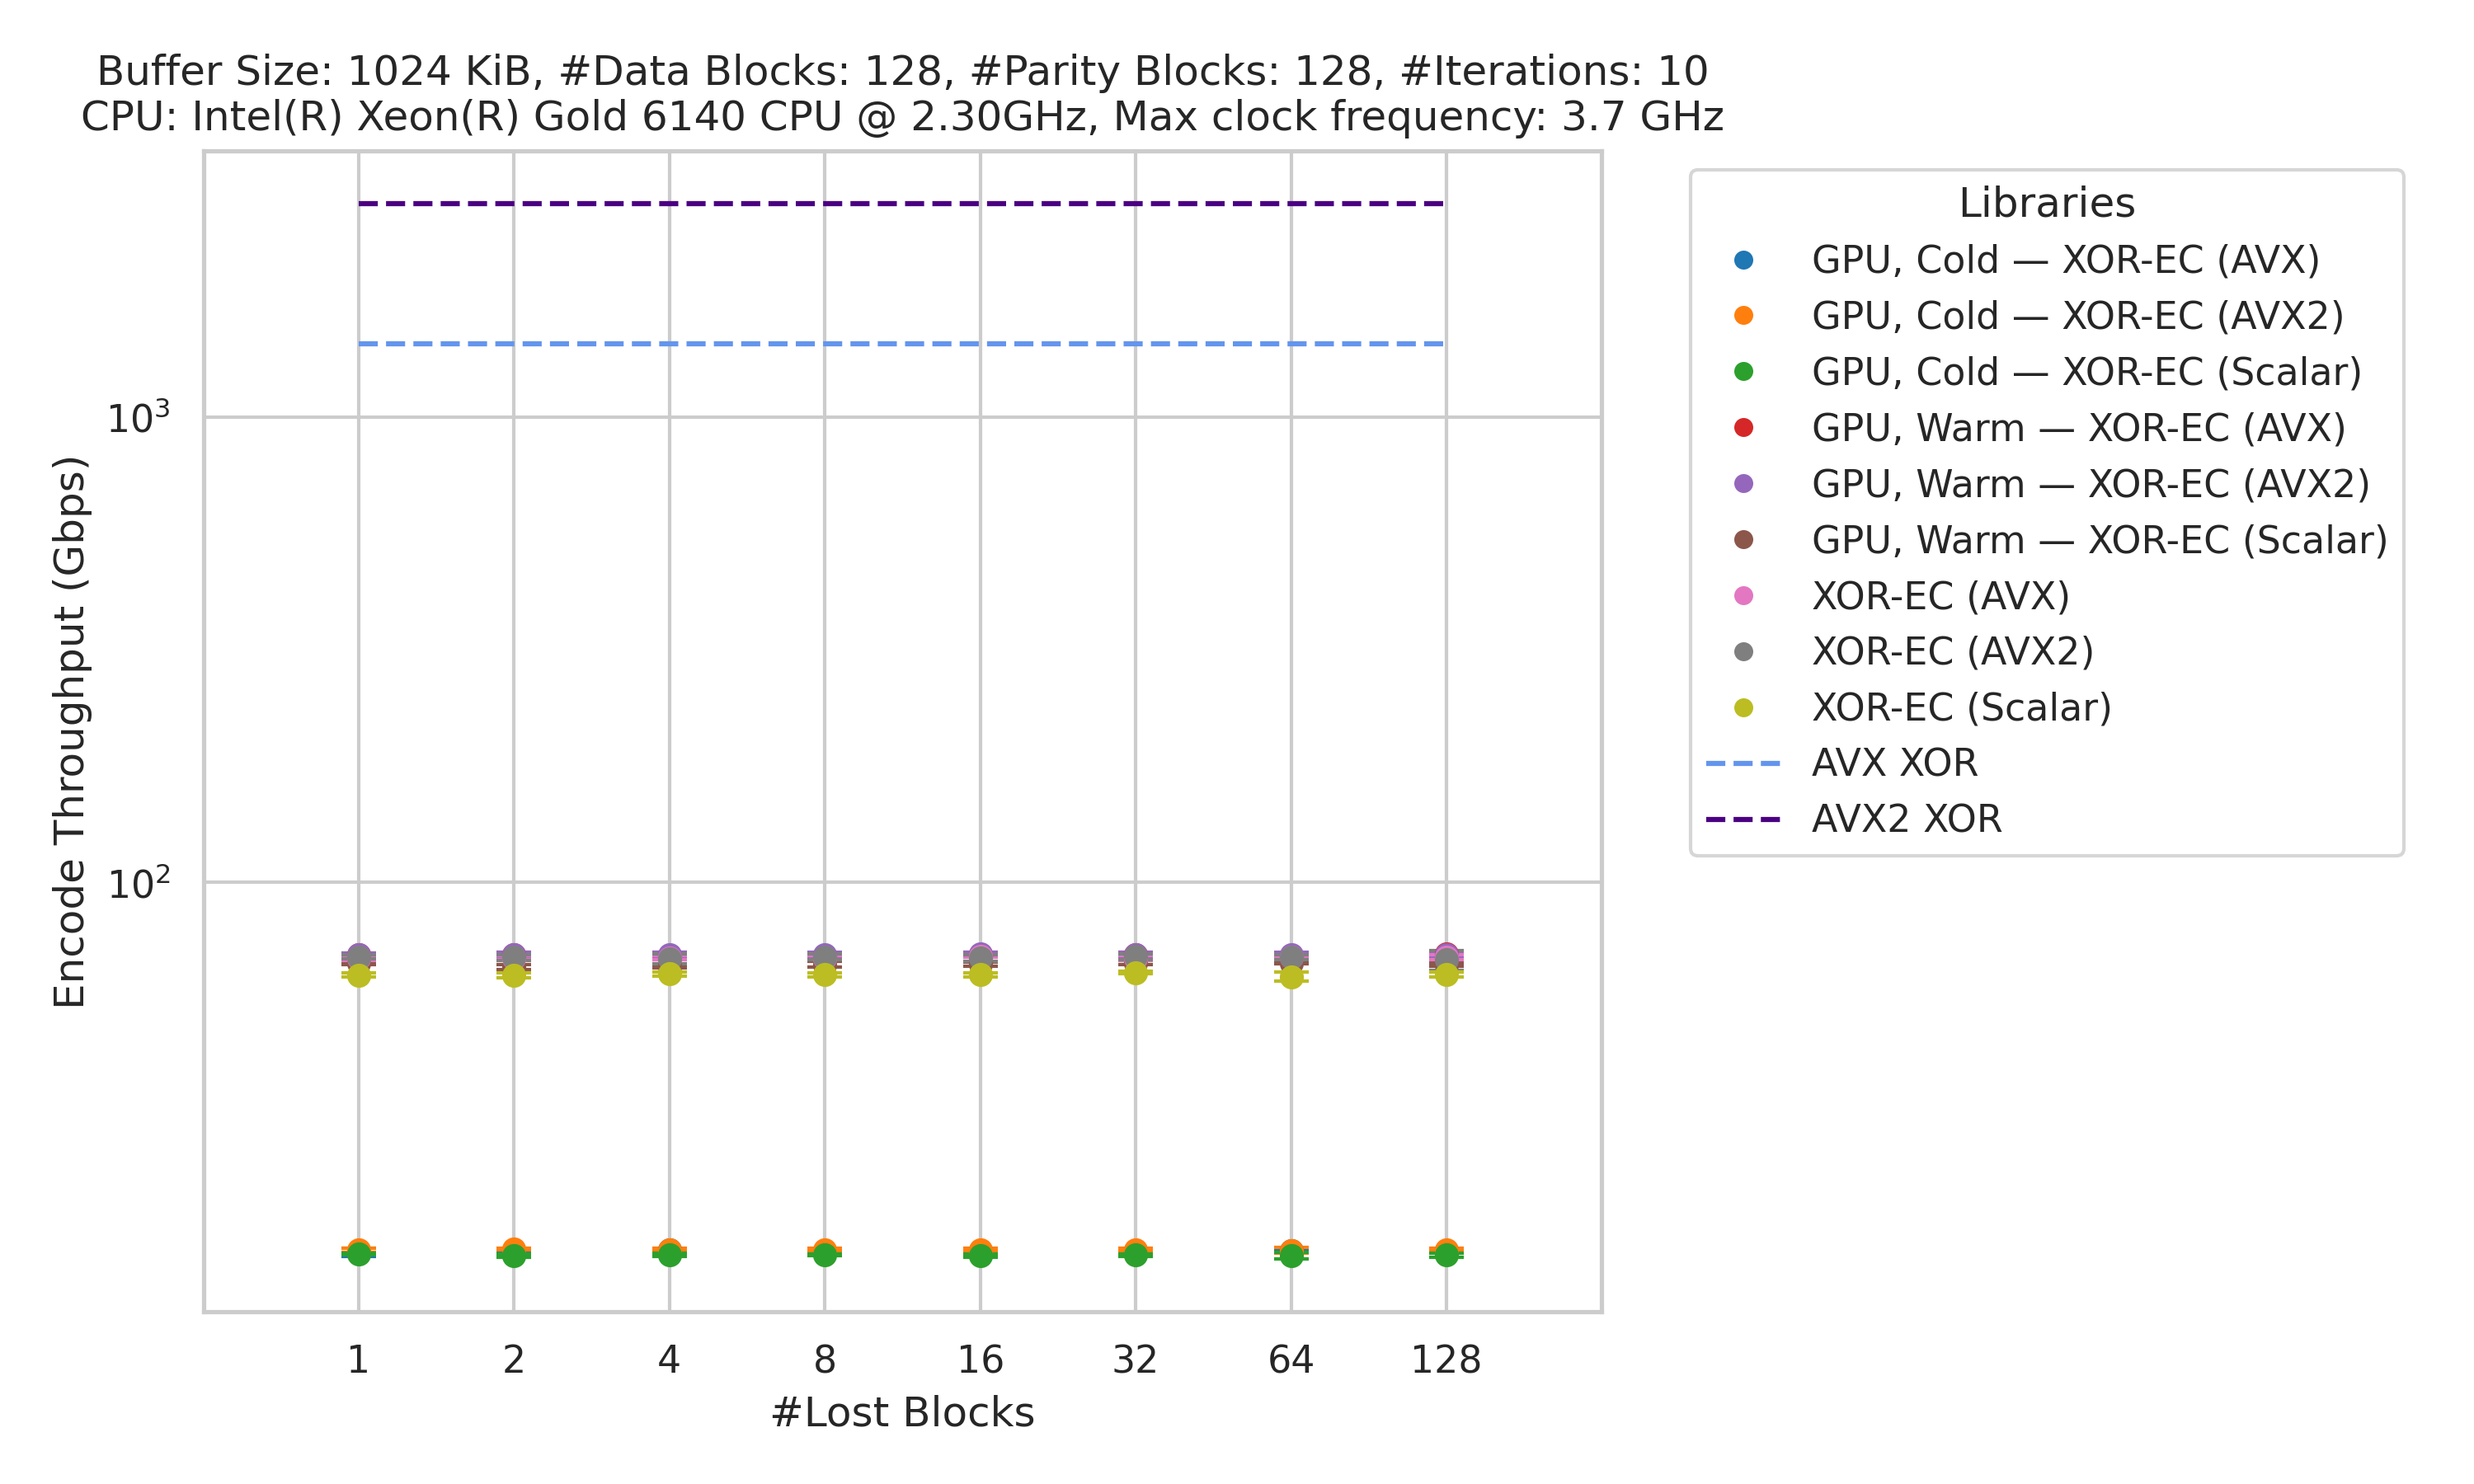 Buffer Size: 1024 KiB, #Data Blocks: 128, #Parity Blocks: 128, #Iterations: 10
CPU: Intel(R) Xeon(R) Gold 6140 CPU @ 2.30GHz, Max clock frequency: 3.7 GHz
Encode Throughput (Gbps)
10³
10²
1 2 4 8 16 32 64 128
#Lost Blocks
Libraries
GPU, Cold — XOR-EC (AVX)
GPU, Cold — XOR-EC (AVX2)
GPU, Cold — XOR-EC (Scalar)
GPU, Warm — XOR-EC (AVX)
GPU, Warm — XOR-EC (AVX2)
GPU, Warm — XOR-EC (Scalar)
XOR-EC (AVX)
XOR-EC (AVX2)
XOR-EC (Scalar)
AVX XOR
AVX2 XOR